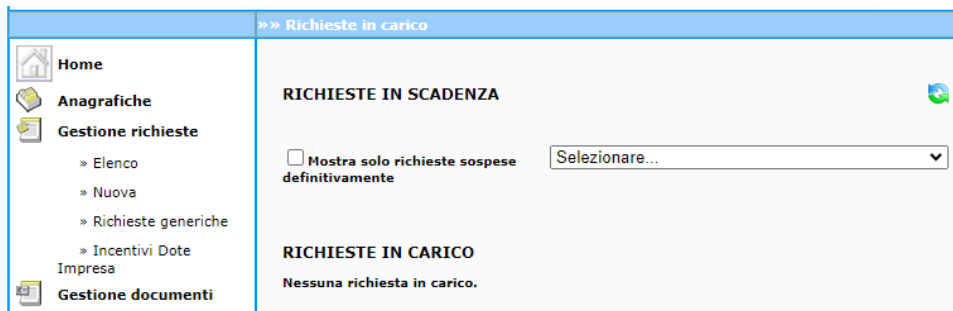 »» Richieste in carico
Home
Anagrafiche
Gestione richieste
» Elenco
» Nuova
» Richieste generiche
» Incentivi Dote
Impresa
Gestione documenti
RICHIESTE IN SCADENZA
Mostra solo richieste sospese
definitivamente
Selezionare...
RICHIESTE IN CARICO
Nessuna richiesta in carico.